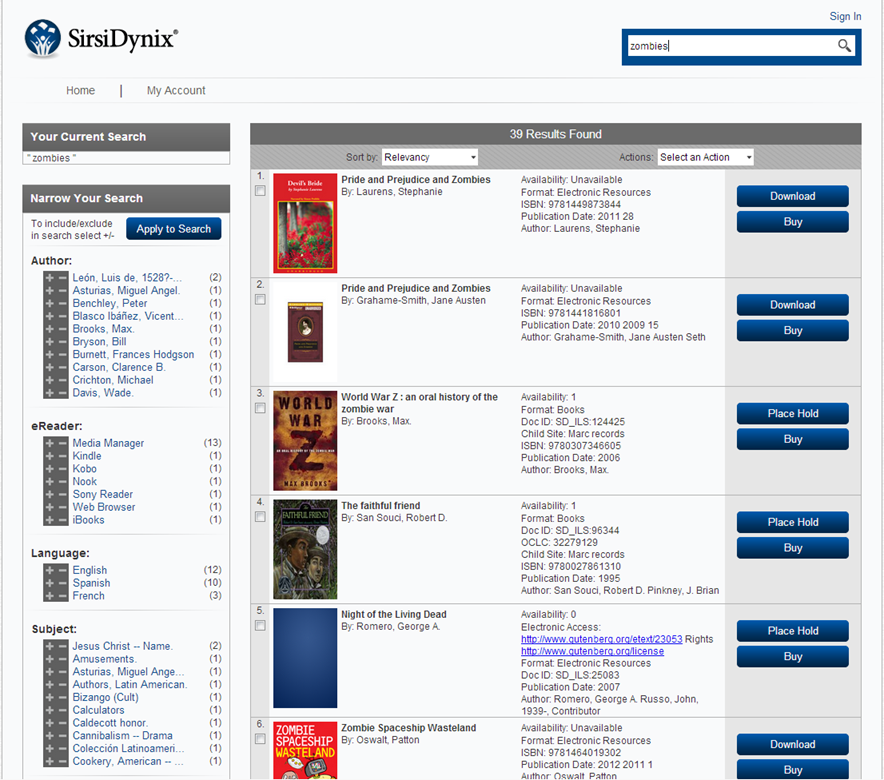 Sign In
SirsiDynix®
zombies
Home | My Account
Your Current Search
" zombies "
Narrow Your Search
To include/exclude
in search select +/-
Apply to Search
Author:
León, Luis de, 1528?-... (2)
Asturias, Miguel Angel. (1)
Benchley, Peter (1)
Blasco Ibáñez, Vicent... (1)
Brooks, Max. (1)
Bryson, Bill (1)
Burnett, Frances Hodgson (1)
Carson, Clarence B. (1)
Crichton, Michael (1)
Davis, Wade. (1)
eReader:
Media Manager (13)
Kindle (1)
Kobo (1)
Nook (1)
Sony Reader (1)
Web Browser (1)
iBooks (1)
Language:
English (12)
Spanish (10)
French (3)
Subject:
Jesus Christ -- Name. (2)
Amusements. (1)
Asturias, Miguel Ange... (1)
Authors, Latin American. (1)
Bizango (Cult) (1)
Calculators (1)
Caldecott honor. (1)
Cannibalism -- Drama (1)
Colección Latinoameri... (1)
Cookery, American -- ... (1)
39 Results Found
Sort by: Relevancy
Actions: Select an Action
1.
Devil's Bride
by Stephanie Laurens
Pride and Prejudice and Zombies
By: Laurens, Stephanie
Availability: Unavailable
Format: Electronic Resources
ISBN: 9781449873844
Publication Date: 2011 28
Author: Laurens, Stephanie
Download
Buy
2.
Pride and Prejudice and Zombies
By: Grahame-Smith, Jane Austen
Availability: Unavailable
Format: Electronic Resources
ISBN: 9781441816801
Publication Date: 2010 2009 15
Author: Grahame-Smith, Jane Austen Seth
Download
Buy
3.
WORLD
WAR
Z
AN ORAL HISTORY OF THE ZOMBIE WAR
MAX BROOKS
World War Z : an oral history of the
zombie war
By: Brooks, Max.
Availability: 1
Format: Books
Doc ID: SD_ILS:124425
Child Site: Marc records
ISBN: 9780307346605
Publication Date: 2006
Author: Brooks, Max.
Place Hold
Buy
4.
FAITHFUL
FRIEND
The faithful friend
By: San Souci, Robert D.
Availability: 1
Format: Books
Doc ID: SD_ILS:96344
OCLC: 32279129
Child Site: Marc records
ISBN: 9780027861310
Publication Date: 1995
Author: San Souci, Robert D. Pinkney, J. Brian
Place Hold
Buy
5.
Night of the Living Dead
By: Romero, George A.
Availability: 0
Electronic Access:
http://www.gutenberg.org/etext/23053 Rights
http://www.gutenberg.org/license
Format: Electronic Resources
Doc ID: SD_ILS:25083
Publication Date: 2007
Author: Romero, George A. Russo, John,
1939-, Contributor
Place Hold
Buy
6.
ZOMBIE
SPACESHIP
WASTELAND
Zombie Spaceship Wasteland
By: Oswalt, Patton
Availability: Unavailable
Format: Electronic Resources
ISBN: 9781464019302
Publication Date: 2012 2011 1
Author: Oswalt, Patton
Download
Buy